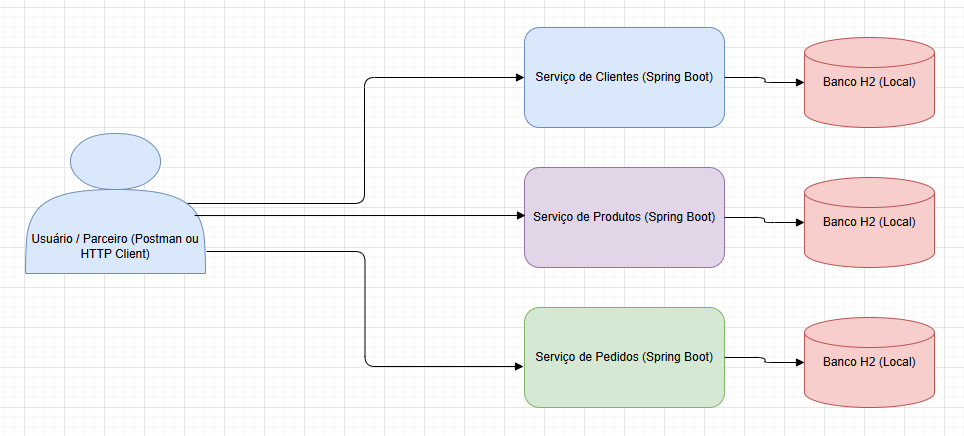 Serviço de Clientes (Spring Boot)
Banco H2 (Local)
Usuário / Parceiro (Postman ou
HTTP Client)
Serviço de Produtos (Spring Boot)
Banco H2 (Local)
Serviço de Pedidos (Spring Boot)
Banco H2 (Local)